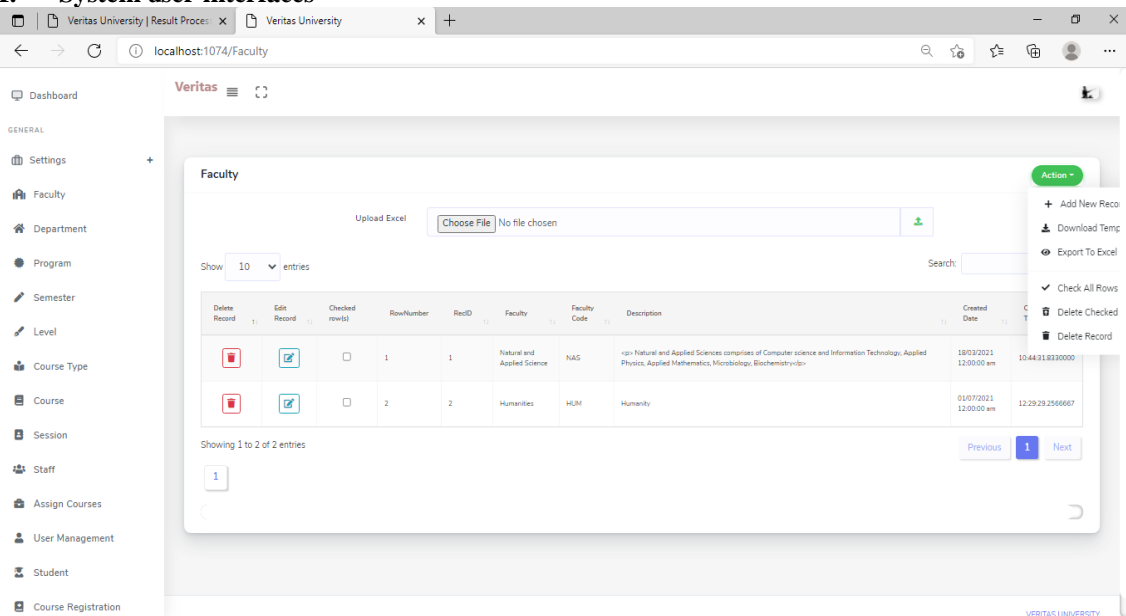 System user interfaces
Veritas University | Result Proces
Veritas University
localhost:1074/Faculty
Dashboard
GENERAL
Settings
Faculty
Department
Program
Semester
Level
Course Type
Course
Session
Staff
Assign Courses
User Management
Student
Course Registration
Veritas
Faculty
Action
Add New Reco
Download Temp
Export To Excel
Check All Rows
Delete Checked
Delete Record
Upload Excel
Choose File No file chosen
Show 10 entries
Search:
Delete Record Edit Record Checked row(s) RowNumber RecID Faculty Faculty Code Description Created Date
1 1 Natural and Applied Science NAS <p> Natural and Applied Sciences comprises of Computer science and Information Technology, Applied Physics, Applied Mathematics, Microbiology, Biochemistry</p> 18/03/2021 12:00:00 am 10:44:31.8330000
2 2 Humanities HUM Humanity 01/07/2021 12:00:00 am 12:29:29.2566667
Showing 1 to 2 of 2 entries
Previous 1 Next
1
VERITAS UNIVERSITY